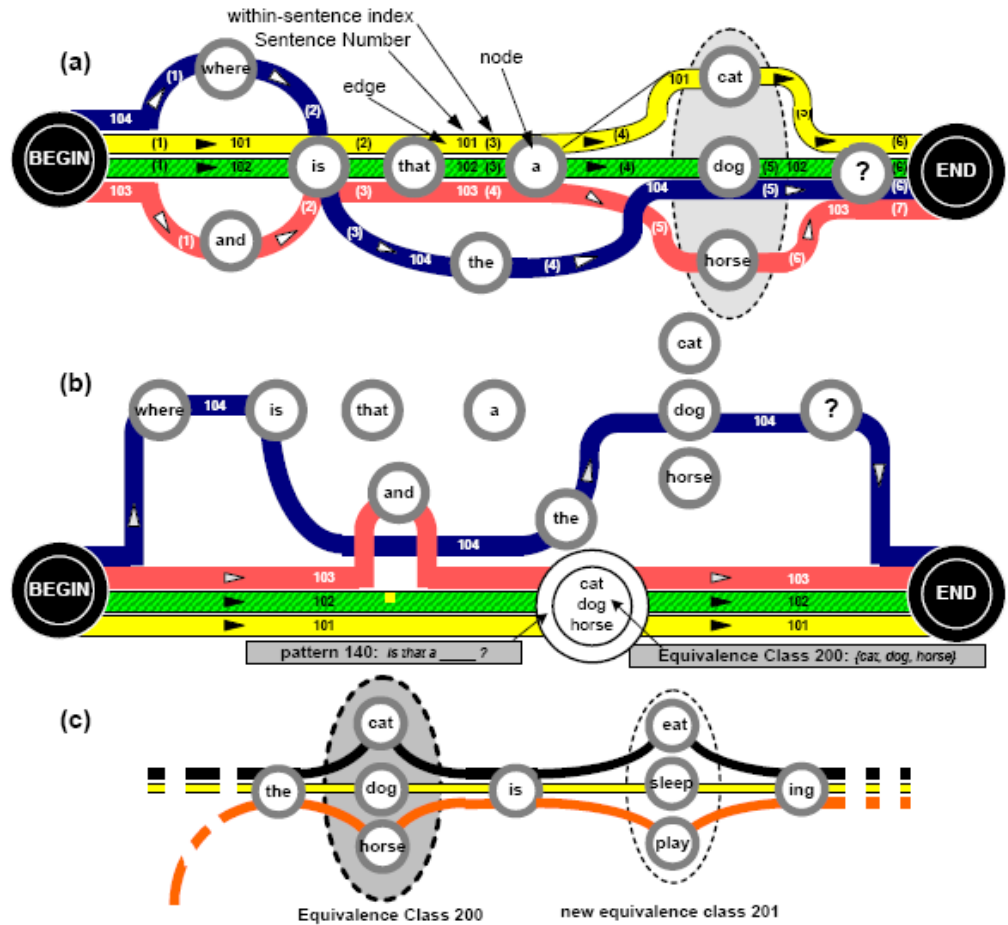 within-sentence index
Sentence Number
(a)
node
edge
where
cat
(1)
(2)
101
104
(4)
(c)
BEGIN
(1) 101 (2) 101 (3) (6)
(1) 102 is that 102 (3) a (4) dog (5) 102 ? (6) END
103 (2) (3) 103 (4) 104 (5) (6)
(1) and (3) (5) 103 (7)
104 the (4) horse (6)
cat
(b)
where 104 is that a dog 104 ?
horse
and
the
104
BEGIN 103 103 END
102 102
101 101
cat
dog
horse
pattern 140: is that a ____ ?
Equivalence Class 200: {cat, dog, horse}
(c)
cat eat
the dog is sleep ing
horse play
Equivalence Class 200
new equivalence class 201